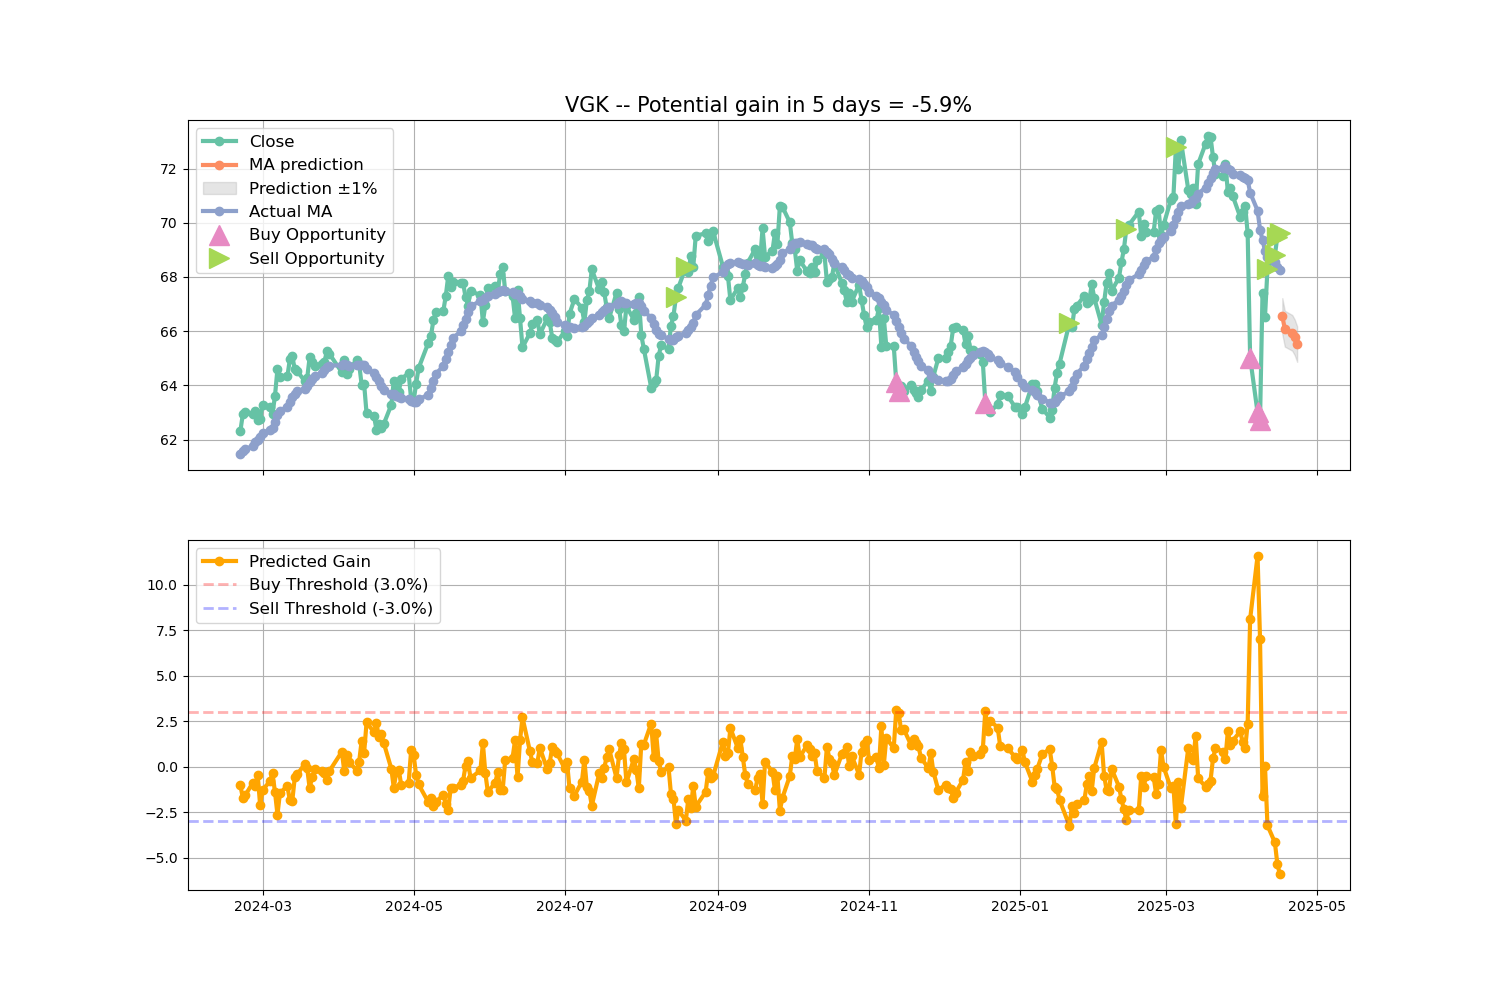 VGK -- Potential gain in 5 days = -5.9%
Close
MA prediction
Prediction ±1%
Actual MA
Buy Opportunity
Sell Opportunity
72
70
68
66
64
62
Predicted Gain
Buy Threshold (3.0%)
Sell Threshold (-3.0%)
10.0
7.5
5.0
2.5
0.0
−2.5
−5.0
2024-03 2024-05 2024-07 2024-09 2024-11 2025-01 2025-03 2025-05